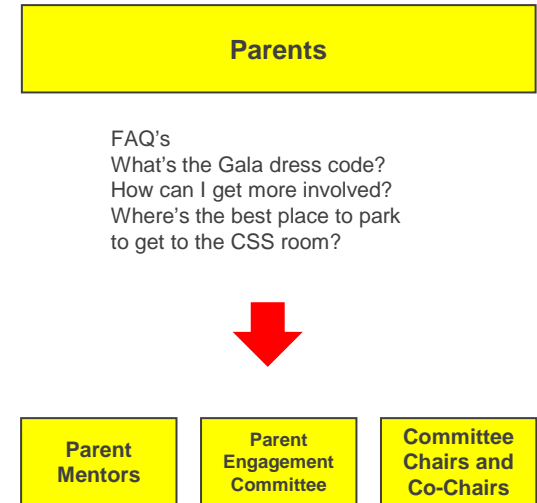 Parents
FAQ’s
What’s the Gala dress code?
How can I get more involved?
Where’s the best place to park
to get to the CSS room?
Parent
Mentors
Parent
Engagement
Committee
Committee
Chairs and
Co-Chairs